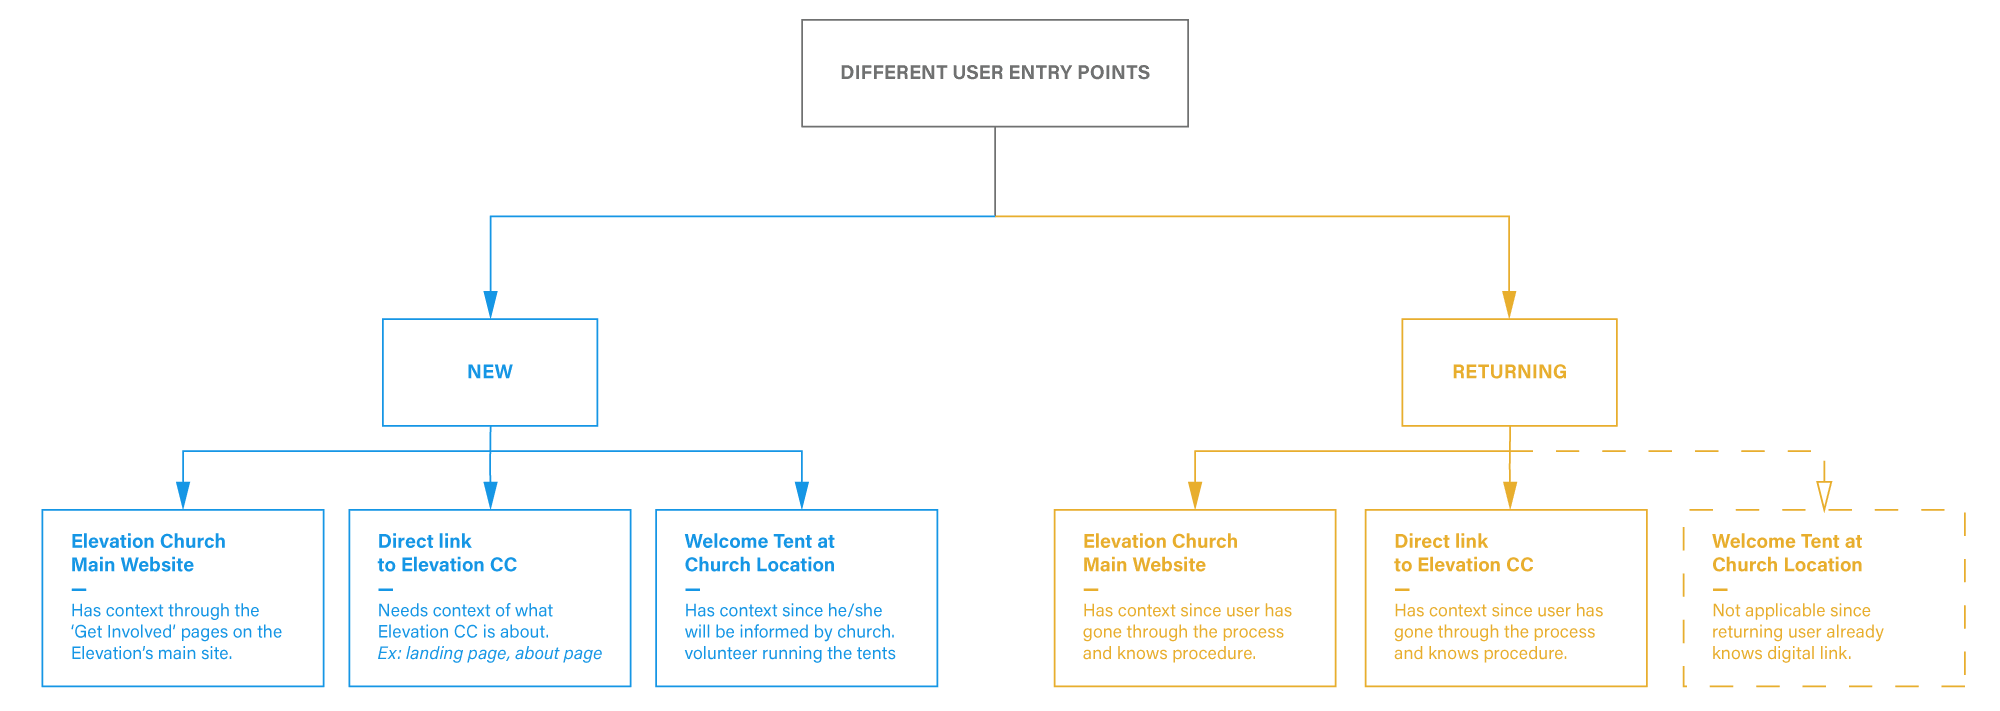 DIFFERENT USER ENTRY POINTS
NEW
RETURNING
Elevation Church
Main Website
–
Has context through the
‘Get Involved‘ pages on the
Elevation’s main site.
Direct link
to Elevation CC
–
Needs context of what
Elevation CC is about.
Ex: landing page, about page
Welcome Tent at
Church Location
–
Has context since he/she
will be informed by church.
volunteer running the tents
Elevation Church
Main Website
–
Has context since user has
gone through the process
and knows procedure.
Direct link
to Elevation CC
–
Has context since user has
gone through the process
and knows procedure.
Welcome Tent at
Church Location
–
Not applicable since
returning user already
knows digital link.